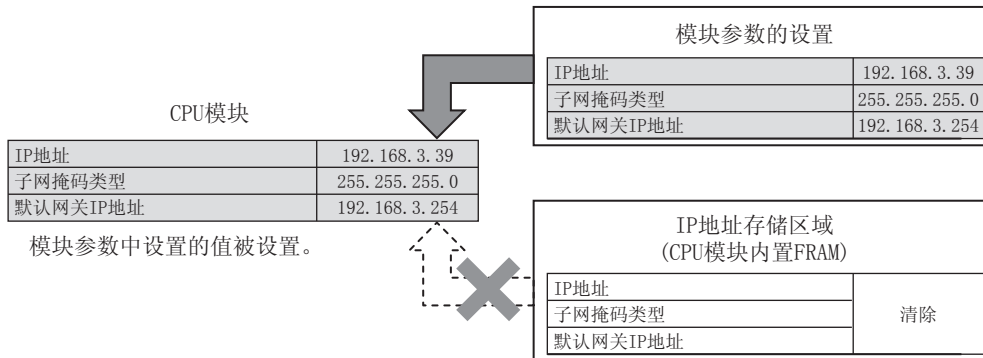 模块参数的设置
IP地址 192.168.3.39
子网掩码类型 255.255.255.0
默认网关IP地址 192.168.3.254
CPU模块
IP地址 192.168.3.39
子网掩码类型 255.255.255.0
默认网关IP地址 192.168.3.254
模块参数中设置的值被设置。
IP地址存储区域
(CPU模块内置FRAM)
IP地址
子网掩码类型 清除
默认网关IP地址